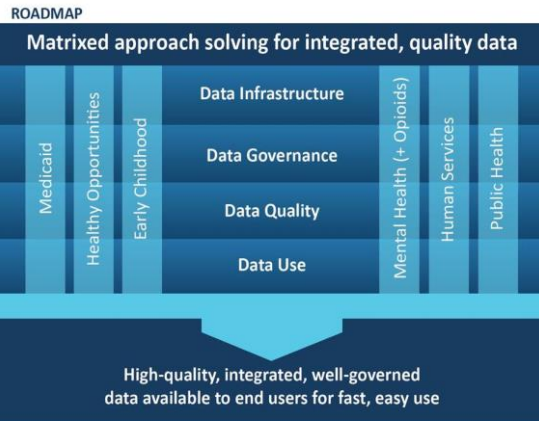 ROADMAP
Matrixed approach solving for integrated, quality data
Medicaid
Healthy Opportunities
Early Childhood
Data Infrastructure
Data Governance
Data Quality
Data Use
Mental Health (+ Opioids)
Human Services
Public Health
High-quality, integrated, well-governed
data available to end users for fast, easy use